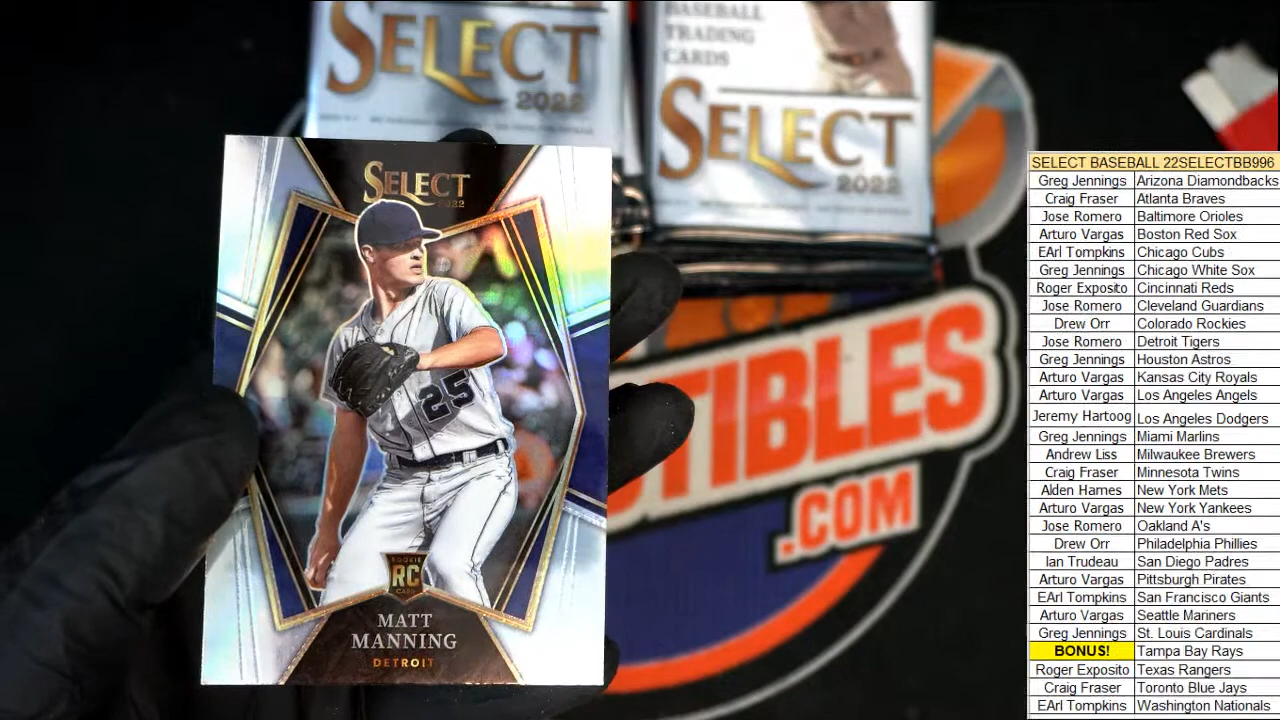 SELECT
2022
BASEBALL
TRADING
CARDS
SELECT
2022
SELECT
2022
25
ROOKIE
RC
CARD
MATT
MANNING
DETROIT
TIBLES
.COM
SELECT BASEBALL 22SELECTBB996
Greg Jennings Arizona Diamondbacks
Craig Fraser Atlanta Braves
Jose Romero Baltimore Orioles
Arturo Vargas Boston Red Sox
EArl Tompkins Chicago Cubs
Greg Jennings Chicago White Sox
Roger Exposito Cincinnati Reds
Jose Romero Cleveland Guardians
Drew Orr Colorado Rockies
Jose Romero Detroit Tigers
Greg Jennings Houston Astros
Arturo Vargas Kansas City Royals
Arturo Vargas Los Angeles Angels
Jeremy Hartoog Los Angeles Dodgers
Greg Jennings Miami Marlins
Andrew Liss Milwaukee Brewers
Craig Fraser Minnesota Twins
Alden Hames New York Mets
Arturo Vargas New York Yankees
Jose Romero Oakland A's
Drew Orr Philadelphia Phillies
Ian Trudeau San Diego Padres
Arturo Vargas Pittsburgh Pirates
EArl Tompkins San Francisco Giants
Arturo Vargas Seattle Mariners
Greg Jennings St. Louis Cardinals
BONUS! Tampa Bay Rays
Roger Exposito Texas Rangers
Craig Fraser Toronto Blue Jays
EArl Tompkins Washington Nationals